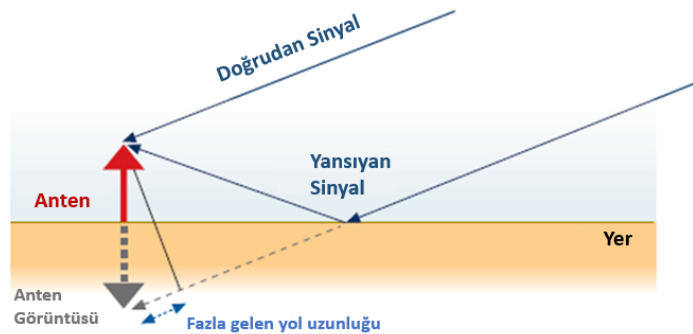 Doğrudan Sinyal
Yansıyan
Sinyal
Anten
Yer
Anten
Görüntüsü
Fazla gelen yol uzunluğu